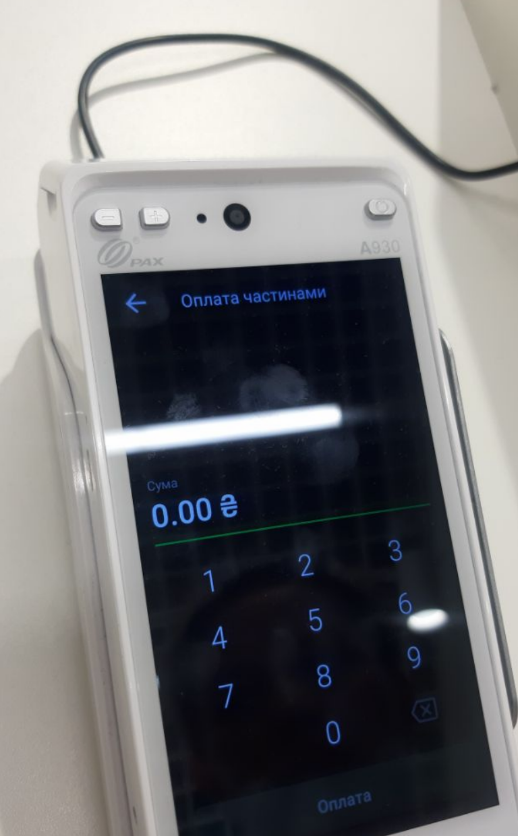 PAX
A930
Оплата частинами
Сума
0.00 ₴
1 2 3
4 5 6
7 8 9
0
Оплата